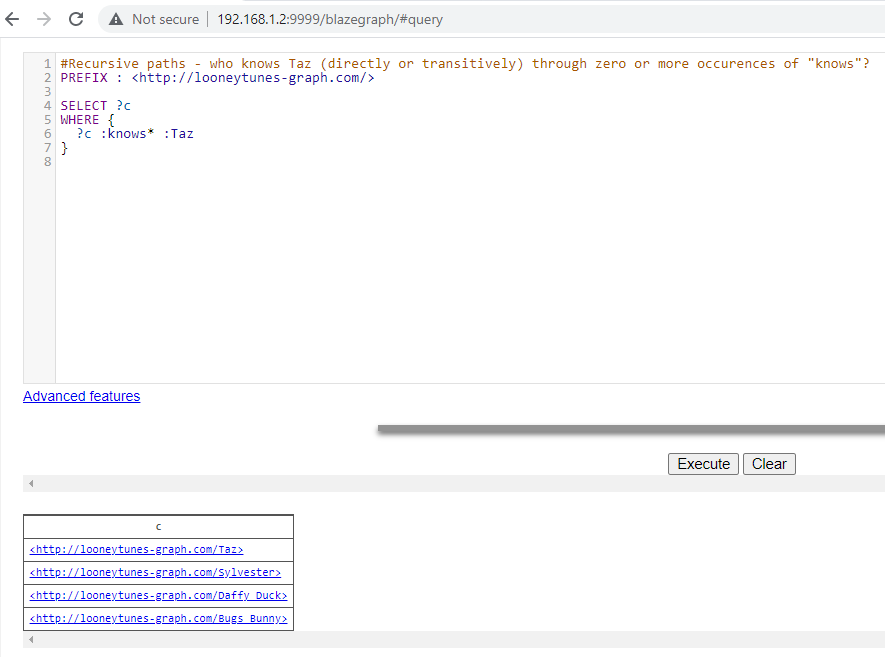 Not secure | 192.168.1.2:9999/blazegraph/#query
1 #Recursive paths - who knows Taz (directly or transitively) through zero or more occurences of "knows"?
2 PREFIX : <http://looneytunes-graph.com/>
3
4 SELECT ?c
5 WHERE {
6 ?c :knows* :Taz
7 }
8
Advanced features
Execute Clear
c
<http://looneytunes-graph.com/Taz>
<http://looneytunes-graph.com/Sylvester>
<http://looneytunes-graph.com/Daffy_Duck>
<http://looneytunes-graph.com/Bugs_Bunny>